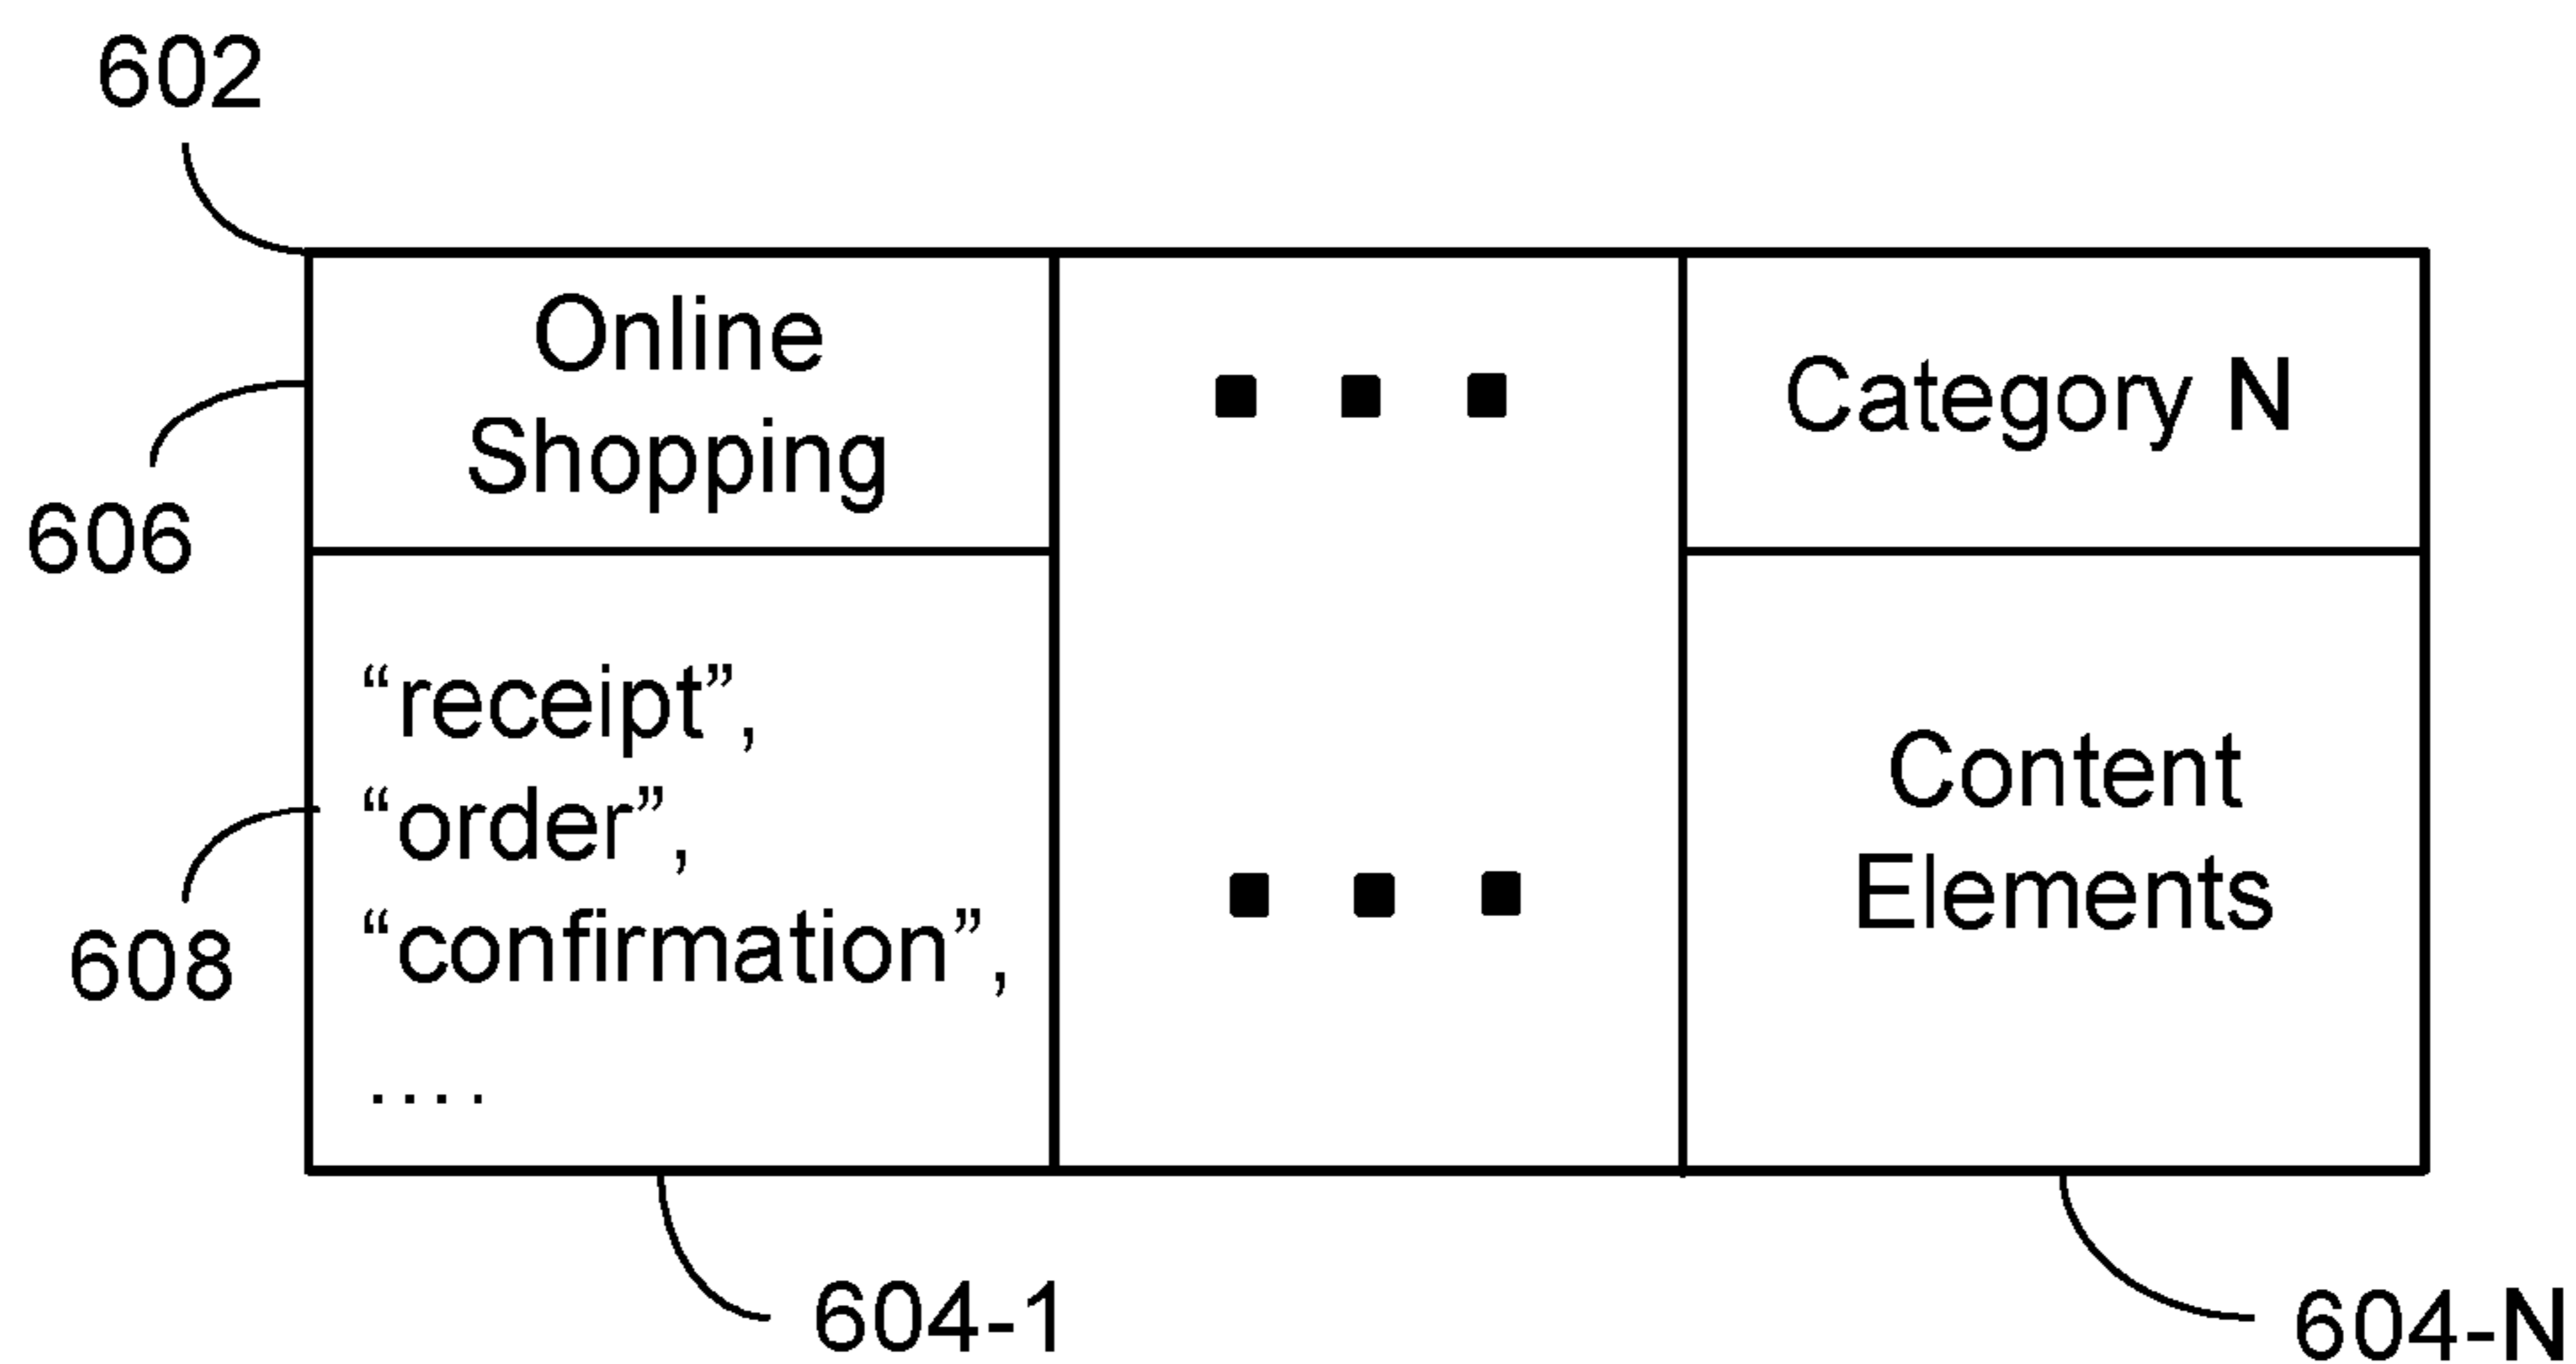 602
Online
Shopping
■ ■ ■
Category N
606
“receipt”,
“order”,
“confirmation”,
....
■ ■ ■
Content
Elements
608
604-1
604-N